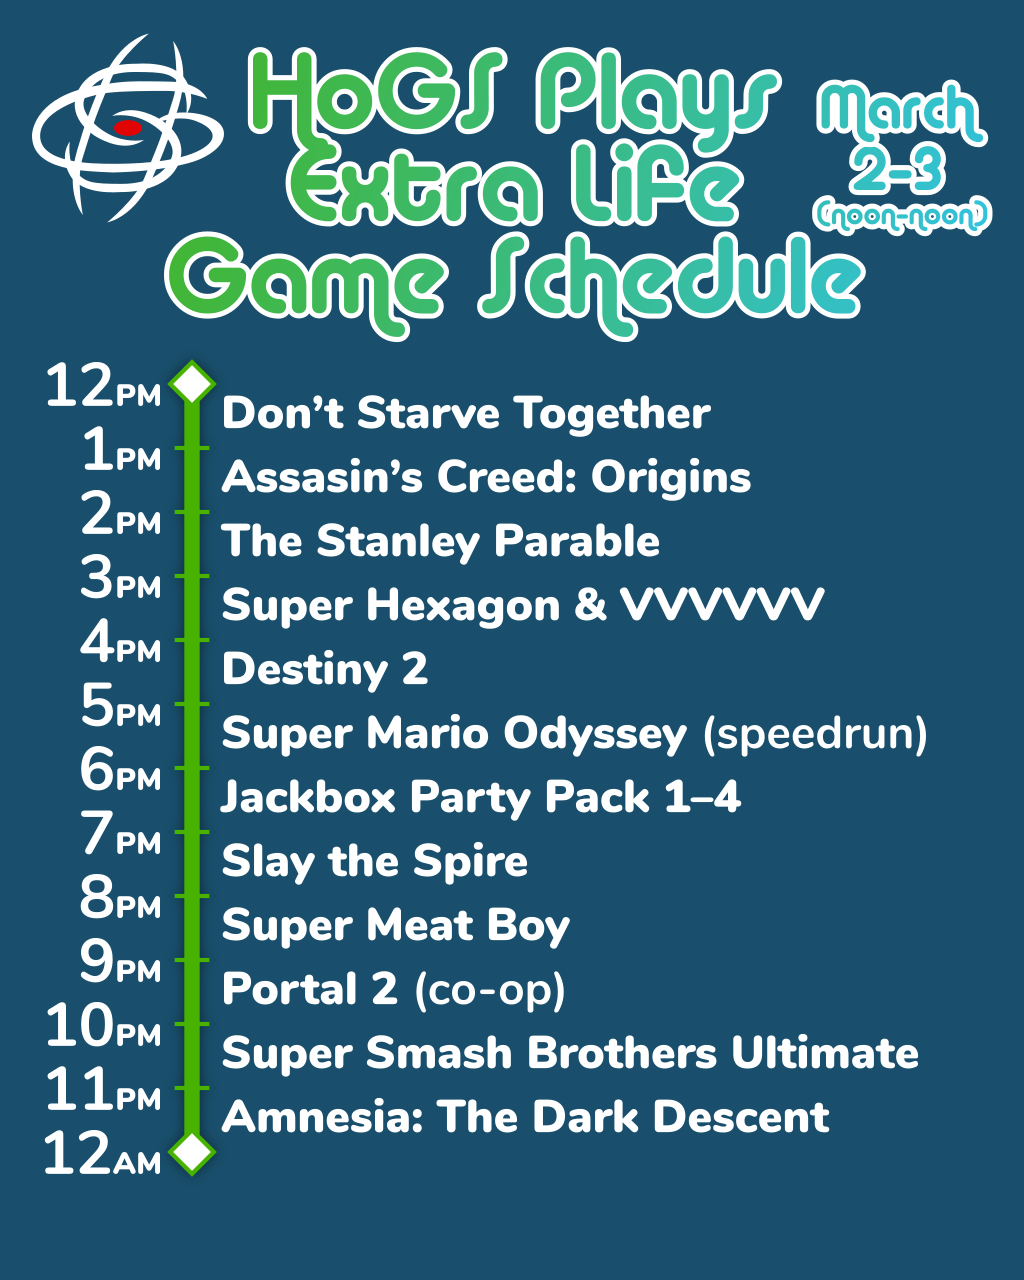 HoGS Plays
Extra Life
Game Schedule
March
2–3
(noon-noon)
12PM
Don’t Starve Together
1PM
Assasin’s Creed: Origins
2PM
The Stanley Parable
3PM
Super Hexagon & VVVVVV
4PM
Destiny 2
5PM
Super Mario Odyssey (speedrun)
6PM
Jackbox Party Pack 1–4
7PM
Slay the Spire
8PM
Super Meat Boy
9PM
Portal 2 (co-op)
10PM
Super Smash Brothers Ultimate
11PM
Amnesia: The Dark Descent
12AM